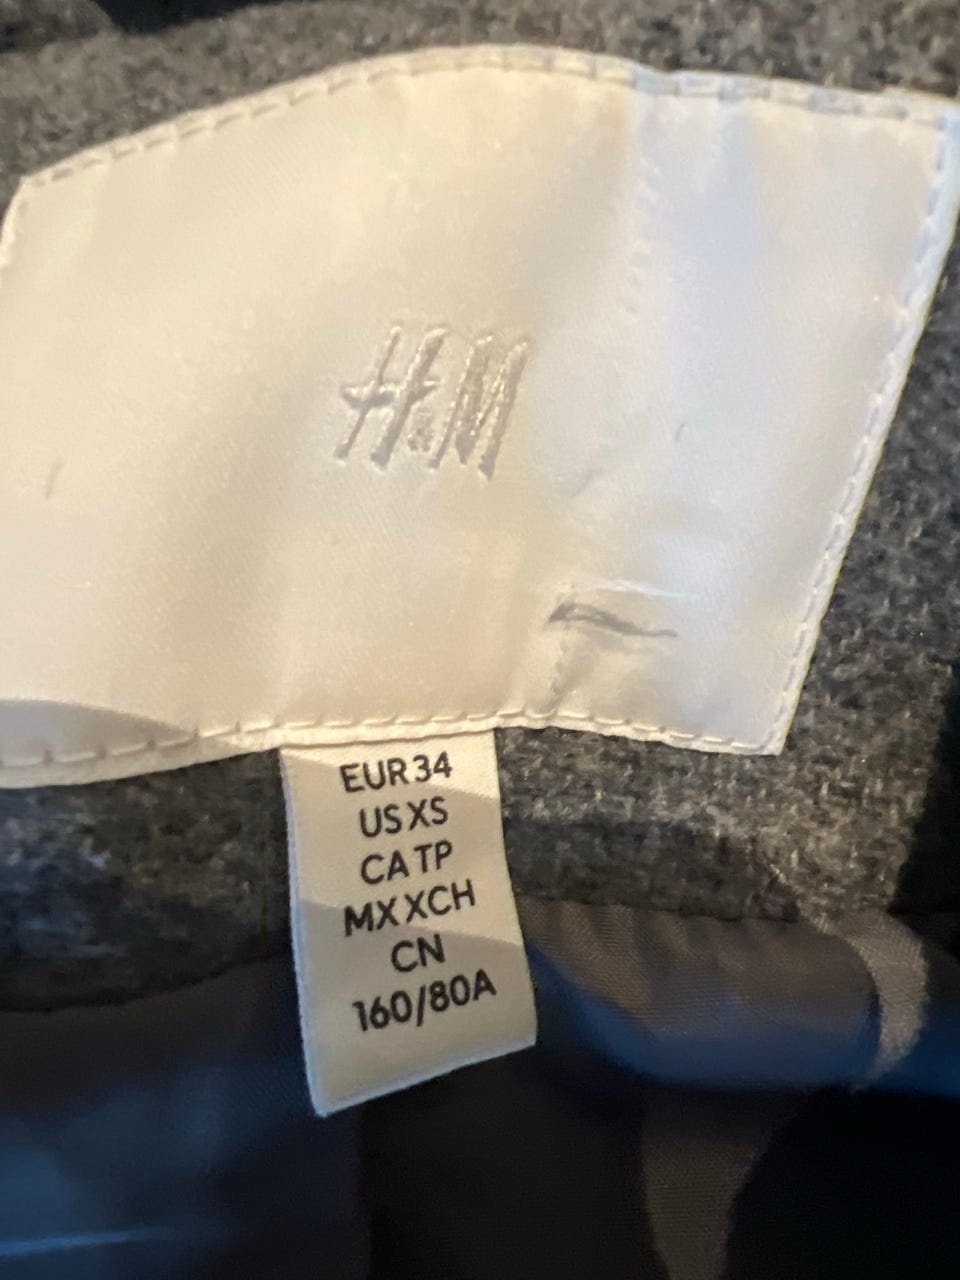 H&M
EUR 34
US XS
CA TP
MX XCH
CN
160/80A